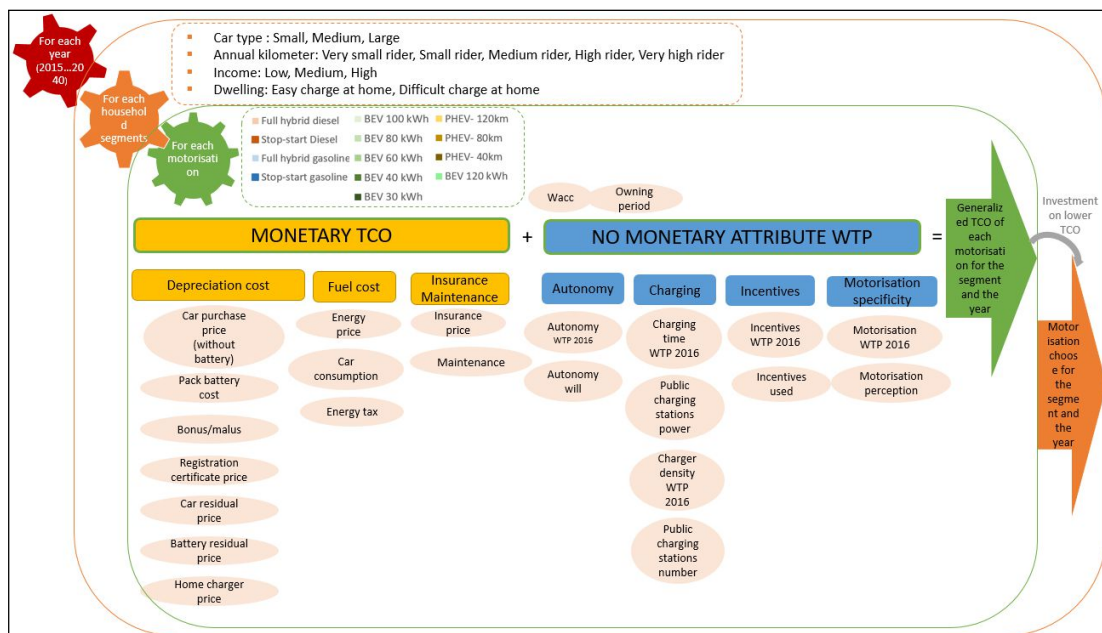 For each
year
(2015...20
40)
For each
househol
d
segments
For each
motorisati
on
Car type : Small, Medium, Large
Annual kilometer: Very small rider, Small rider, Medium rider, High rider, Very high rider
Income: Low, Medium, High
Dwelling: Easy charge at home, Difficult charge at home
Full hybrid diesel
BEV 100 kWh
PHEV- 120km
Stop-start Diesel
BEV 80 kWh
PHEV- 80km
Full hybrid gasoline
BEV 60 kWh
PHEV- 40km
Stop-start gasoline
BEV 40 kWh
BEV 120 kWh
BEV 30 kWh
Wacc
Owning
period
MONETARY TCO
+
NO MONETARY ATTRIBUTE WTP
=
Generaliz
ed TCO of
each
motorisati
on for the
segment
and the
year
Investment
on lower
TCO
Motor
isation
choos
e for
the
segme
nt and
the
year
Depreciation cost
Car purchase
price
(without
battery)
Pack battery
cost
Bonus/malus
Registration
certificate price
Car residual
price
Battery residual
price
Home charger
price
Fuel cost
Energy
price
Car
consumption
Energy tax
Insurance
Maintenance
Insurance
price
Maintenance
Autonomy
Autonomy
WTP 2016
Autonomy
will
Charging
Charging
time
WTP 2016
Public
charging
stations
power
Charger
density
WTP
2016
Public
charging
stations
number
Incentives
Incentives
WTP 2016
Incentives
used
Motorisation
specificity
Motorisation
WTP 2016
Motorisation
perception